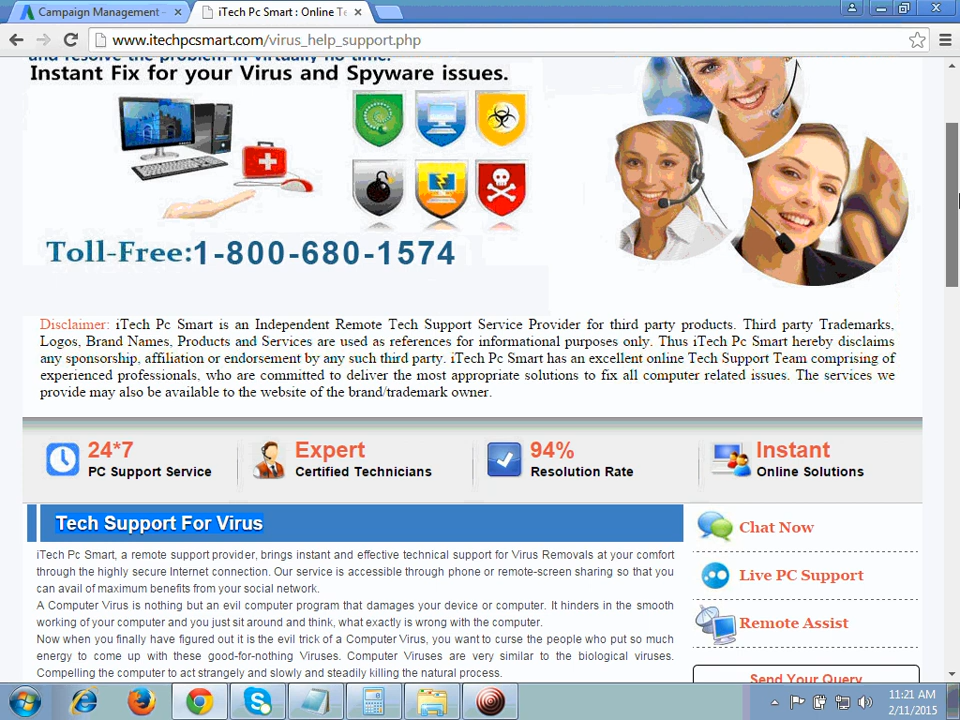 Campaign Management -
iTech Pc Smart : Online Te
www.itechpcsmart.com/virus_help_support.php
and resolve the problem in virtually no time.
Instant Fix for your Virus and Spyware issues.
Toll-Free:1-800-680-1574
Disclaimer: iTech Pc Smart is an Independent Remote Tech Support Service Provider for third party products. Third party Trademarks,
Logos, Brand Names, Products and Services are used as references for informational purposes only. Thus iTech Pc Smart hereby disclaims
any sponsorship, affiliation or endorsement by any such third party. iTech Pc Smart has an excellent online Tech Support Team comprising of
experienced professionals, who are committed to deliver the most appropriate solutions to fix all computer related issues. The services we
provide may also be available to the website of the brand/trademark owner.
24*7
PC Support Service
Expert
Certified Technicians
94%
Resolution Rate
Instant
Online Solutions
Tech Support For Virus
iTech Pc Smart, a remote support provider, brings instant and effective technical support for Virus Removals at your comfort
through the highly secure Internet connection. Our service is accessible through phone or remote-screen sharing so that you
can avail of maximum benefits from your social network.
A Computer Virus is nothing but an evil computer program that damages your device or computer. It hinders in the smooth
working of your computer and you just sit around and think, what exactly is wrong with the computer.
Now when you finally have figured out it is the evil trick of a Computer Virus, you want to curse the people who put so much
energy to come up with these good-for-nothing Viruses. Computer Viruses are very similar to the biological viruses.
Compelling the computer to act strangely and slowly and steadily killing the natural process.
Chat Now
Live PC Support
Remote Assist
Send Your Query
11:21 AM
2/11/2015